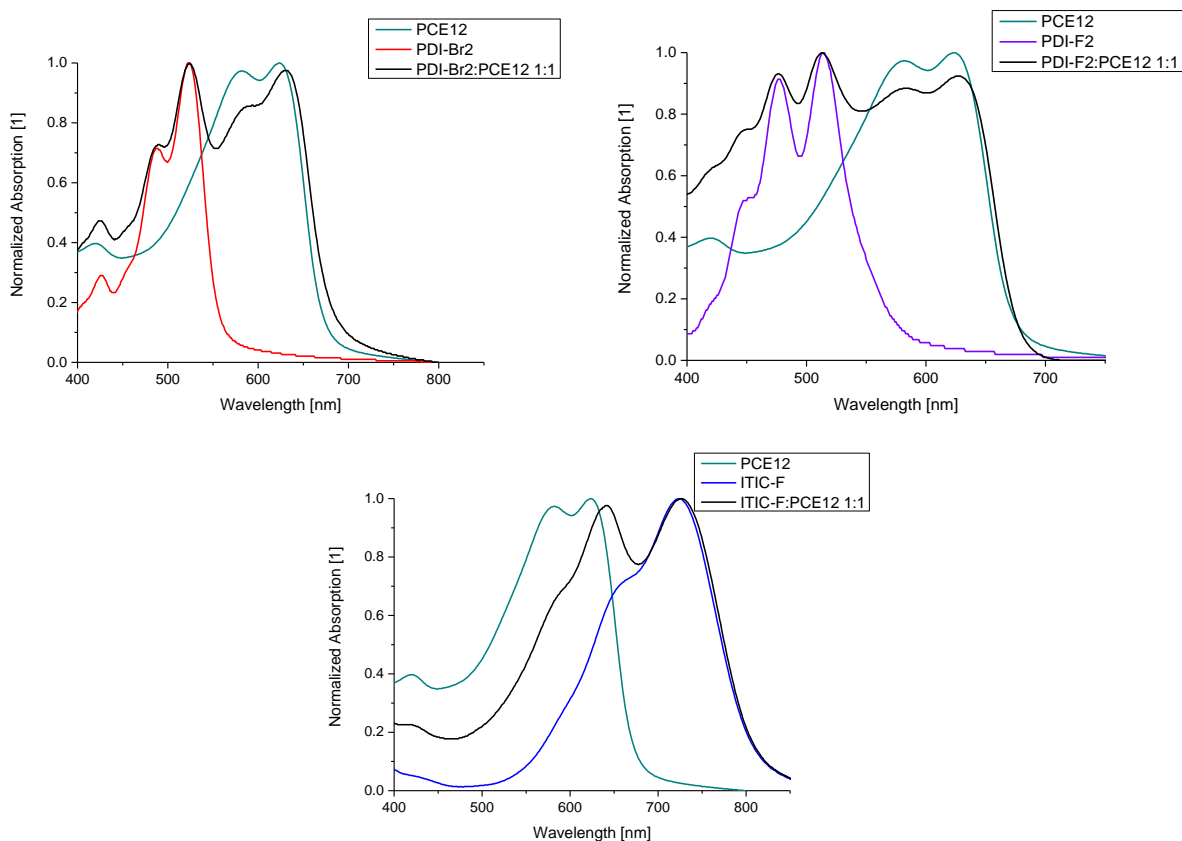 PCE12
PDI-Br2
PDI-Br2:PCE12 1:1
1.0
0.8
0.6
0.4
0.2
0.0
Normalized Absorption [1]
400 500 600 700 800
Wavelength [nm]
PCE12
PDI-F2
PDI-F2:PCE12 1:1
1.0
0.8
0.6
0.4
0.2
0.0
Normalized Absorption [1]
400 500 600 700
Wavelength [nm]
PCE12
ITIC-F
ITIC-F:PCE12 1:1
1.0
0.8
0.6
0.4
0.2
0.0
Normalized Absorption [1]
400 500 600 700 800
Wavelength [nm]